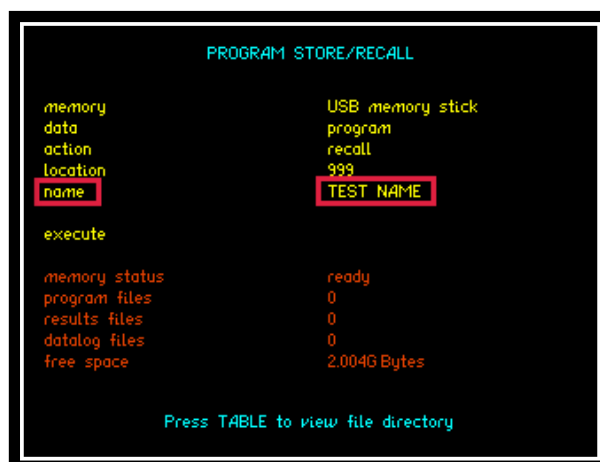 PROGRAM STORE/RECALL
memory USB memory stick
data program
action recall
location 999
name TEST NAME
execute
memory status ready
program files 0
results files 0
datalog files 0
free space 2.004G Bytes
Press TABLE to view file directory